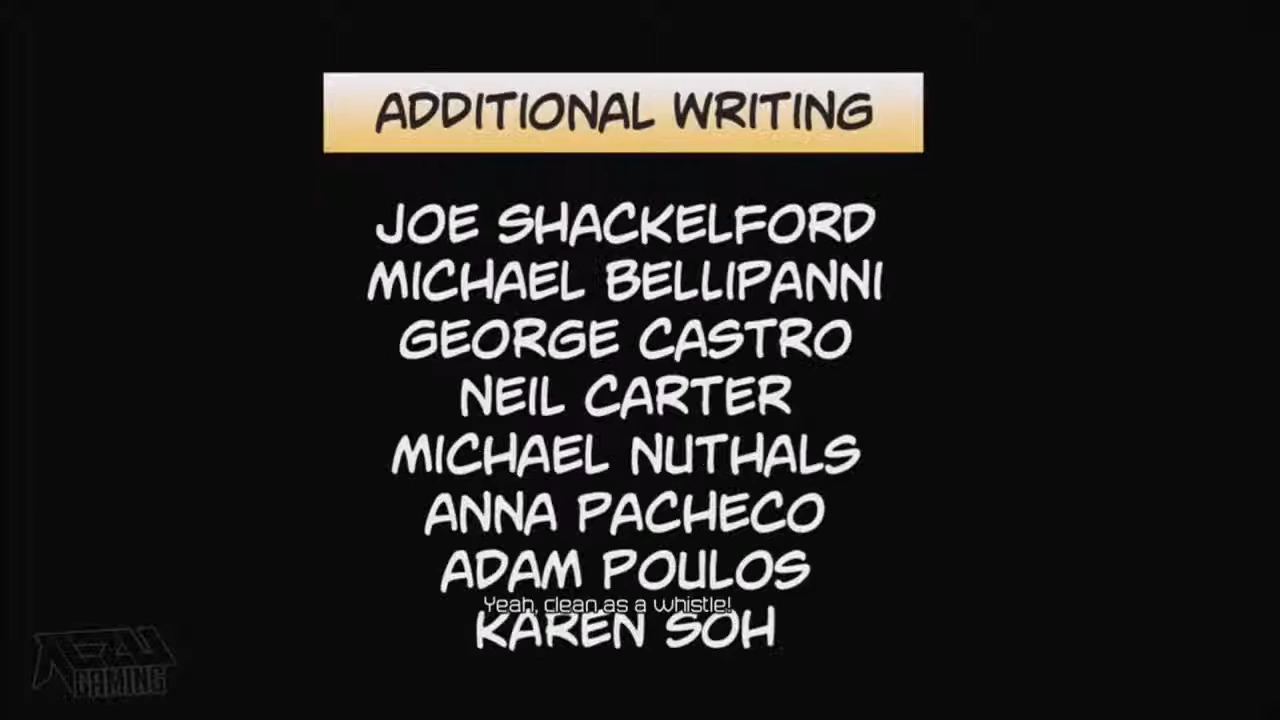 ADDITIONAL WRITING
JOE SHACKELFORD
MICHAEL BELLIPANNI
GEORGE CASTRO
NEIL CARTER
MICHAEL NUTHALS
ANNA PACHECO
ADAM POULOS
Yeah, clean as a whistle!
KAREN SOH
GAMING